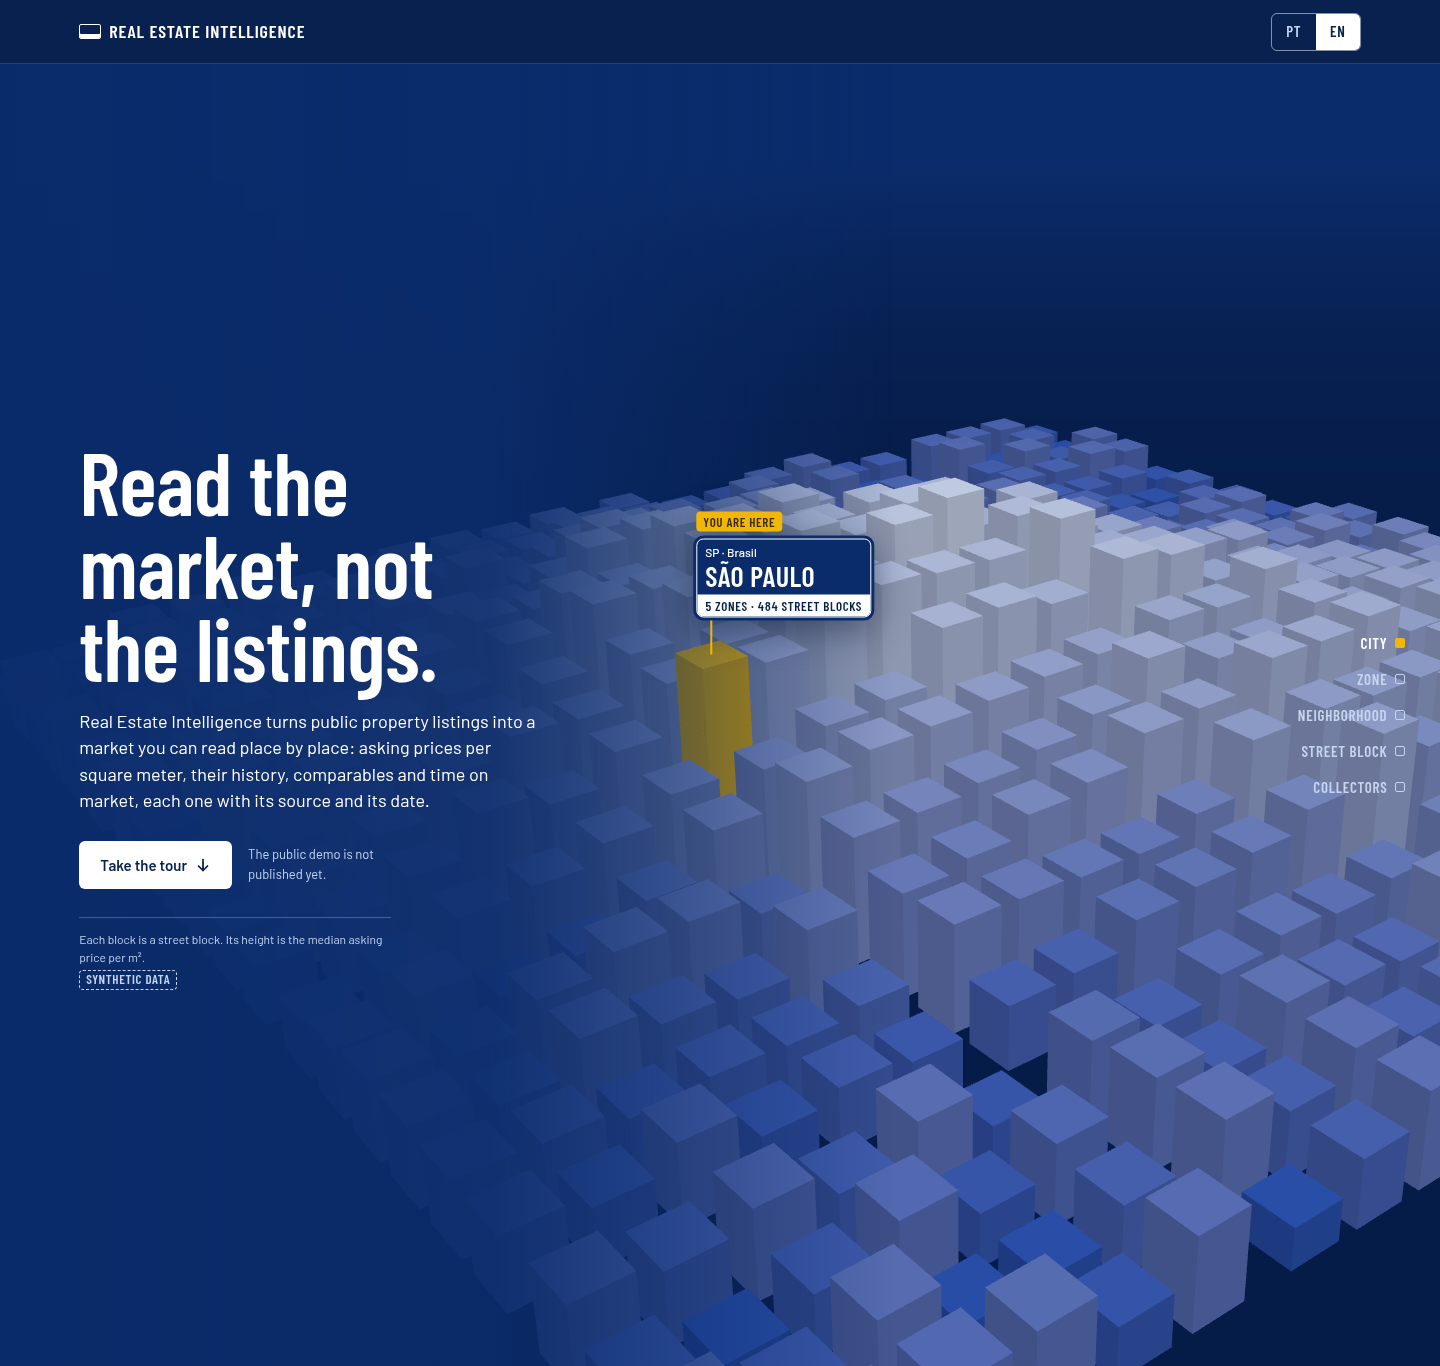 REAL ESTATE INTELLIGENCE
PT
EN
Read the
market, not
the listings.
Real Estate Intelligence turns public property listings into a
market you can read place by place: asking prices per
square meter, their history, comparables and time on
market, each one with its source and its date.
Take the tour ↓
The public demo is not
published yet.
Each block is a street block. Its height is the median asking
price per m².
SYNTHETIC DATA
YOU ARE HERE
SP · Brasil
SÃO PAULO
5 ZONES · 484 STREET BLOCKS
CITY
ZONE
NEIGHBORHOOD
STREET BLOCK
COLLECTORS